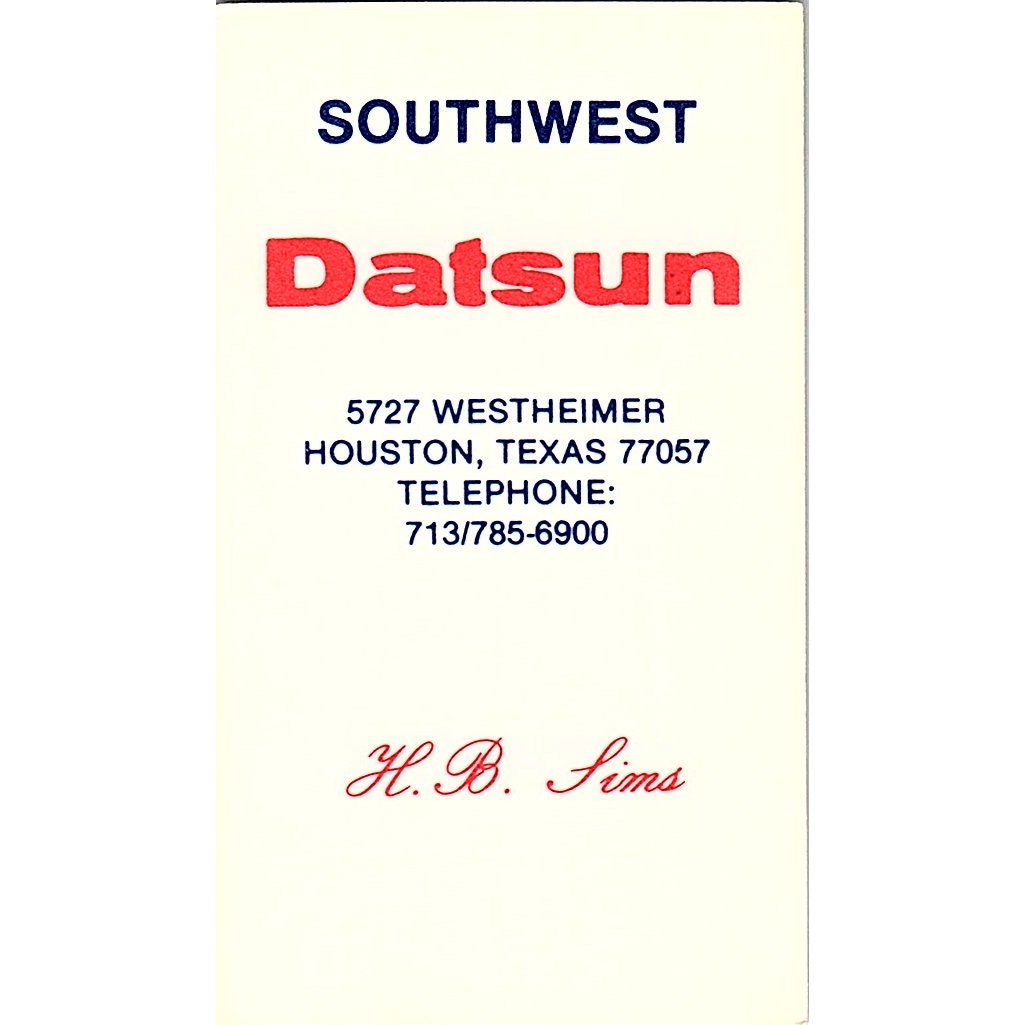 SOUTHWEST
Datsun
5727 WESTHEIMER
HOUSTON, TEXAS 77057
TELEPHONE:
713/785-6900
H. B. Sims